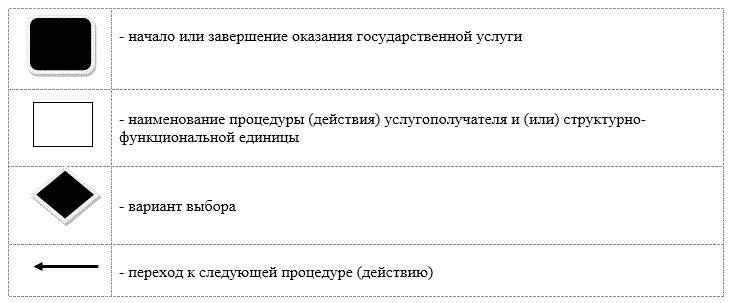 - начало или завершение оказания государственной услуги
- наименование процедуры (действия) услугополучателя и (или) структурно-
функциональной единицы
- вариант выбора
- переход к следующей процедуре (действию)